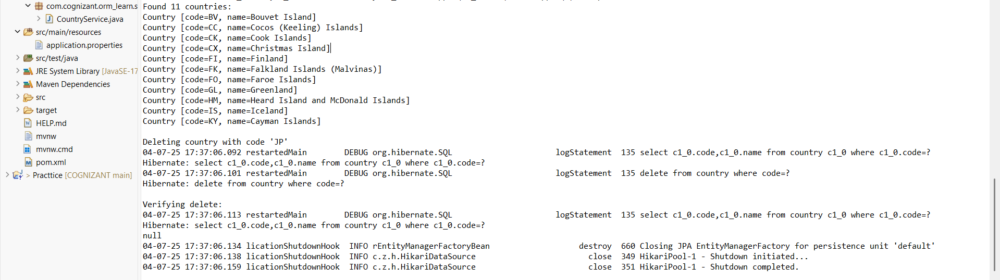 com.cognizant.orm_learn.s
CountryService.java
src/main/resources
application.properties
src/test/java
JRE System Library [JavaSE-17
Maven Dependencies
src
target
HELP.md
mvnw
mvnw.cmd
pom.xml
> Practtice [COGNIZANT main]
Found 11 countries:
Country [code=BV, name=Bouvet Island]
Country [code=CC, name=Cocos (Keeling) Islands]
Country [code=CK, name=Cook Islands]
Country [code=CX, name=Christmas Island]
Country [code=FI, name=Finland]
Country [code=FK, name=Falkland Islands (Malvinas)]
Country [code=FO, name=Faroe Islands]
Country [code=GL, name=Greenland]
Country [code=HM, name=Heard Island and McDonald Islands]
Country [code=IS, name=Iceland]
Country [code=KY, name=Cayman Islands]
Deleting country with code 'JP'
04-07-25 17:37:06.092 restartedMain        DEBUG org.hibernate.SQL                      logStatement  135 select c1_0.code,c1_0.name from country c1_0 where c1_0.code=?
Hibernate: select c1_0.code,c1_0.name from country c1_0 where c1_0.code=?
04-07-25 17:37:06.101 restartedMain        DEBUG org.hibernate.SQL                      logStatement  135 delete from country where code=?
Hibernate: delete from country where code=?
Verifying delete:
04-07-25 17:37:06.113 restartedMain        DEBUG org.hibernate.SQL                      logStatement  135 select c1_0.code,c1_0.name from country c1_0 where c1_0.code=?
Hibernate: select c1_0.code,c1_0.name from country c1_0 where c1_0.code=?
null
04-07-25 17:37:06.134 licationShutdownHook  INFO rEntityManagerFactoryBean                   destroy  660 Closing JPA EntityManagerFactory for persistence unit 'default'
04-07-25 17:37:06.138 licationShutdownHook  INFO c.z.h.HikariDataSource                        close  349 HikariPool-1 - Shutdown initiated...
04-07-25 17:37:06.159 licationShutdownHook  INFO c.z.h.HikariDataSource                        close  351 HikariPool-1 - Shutdown completed.